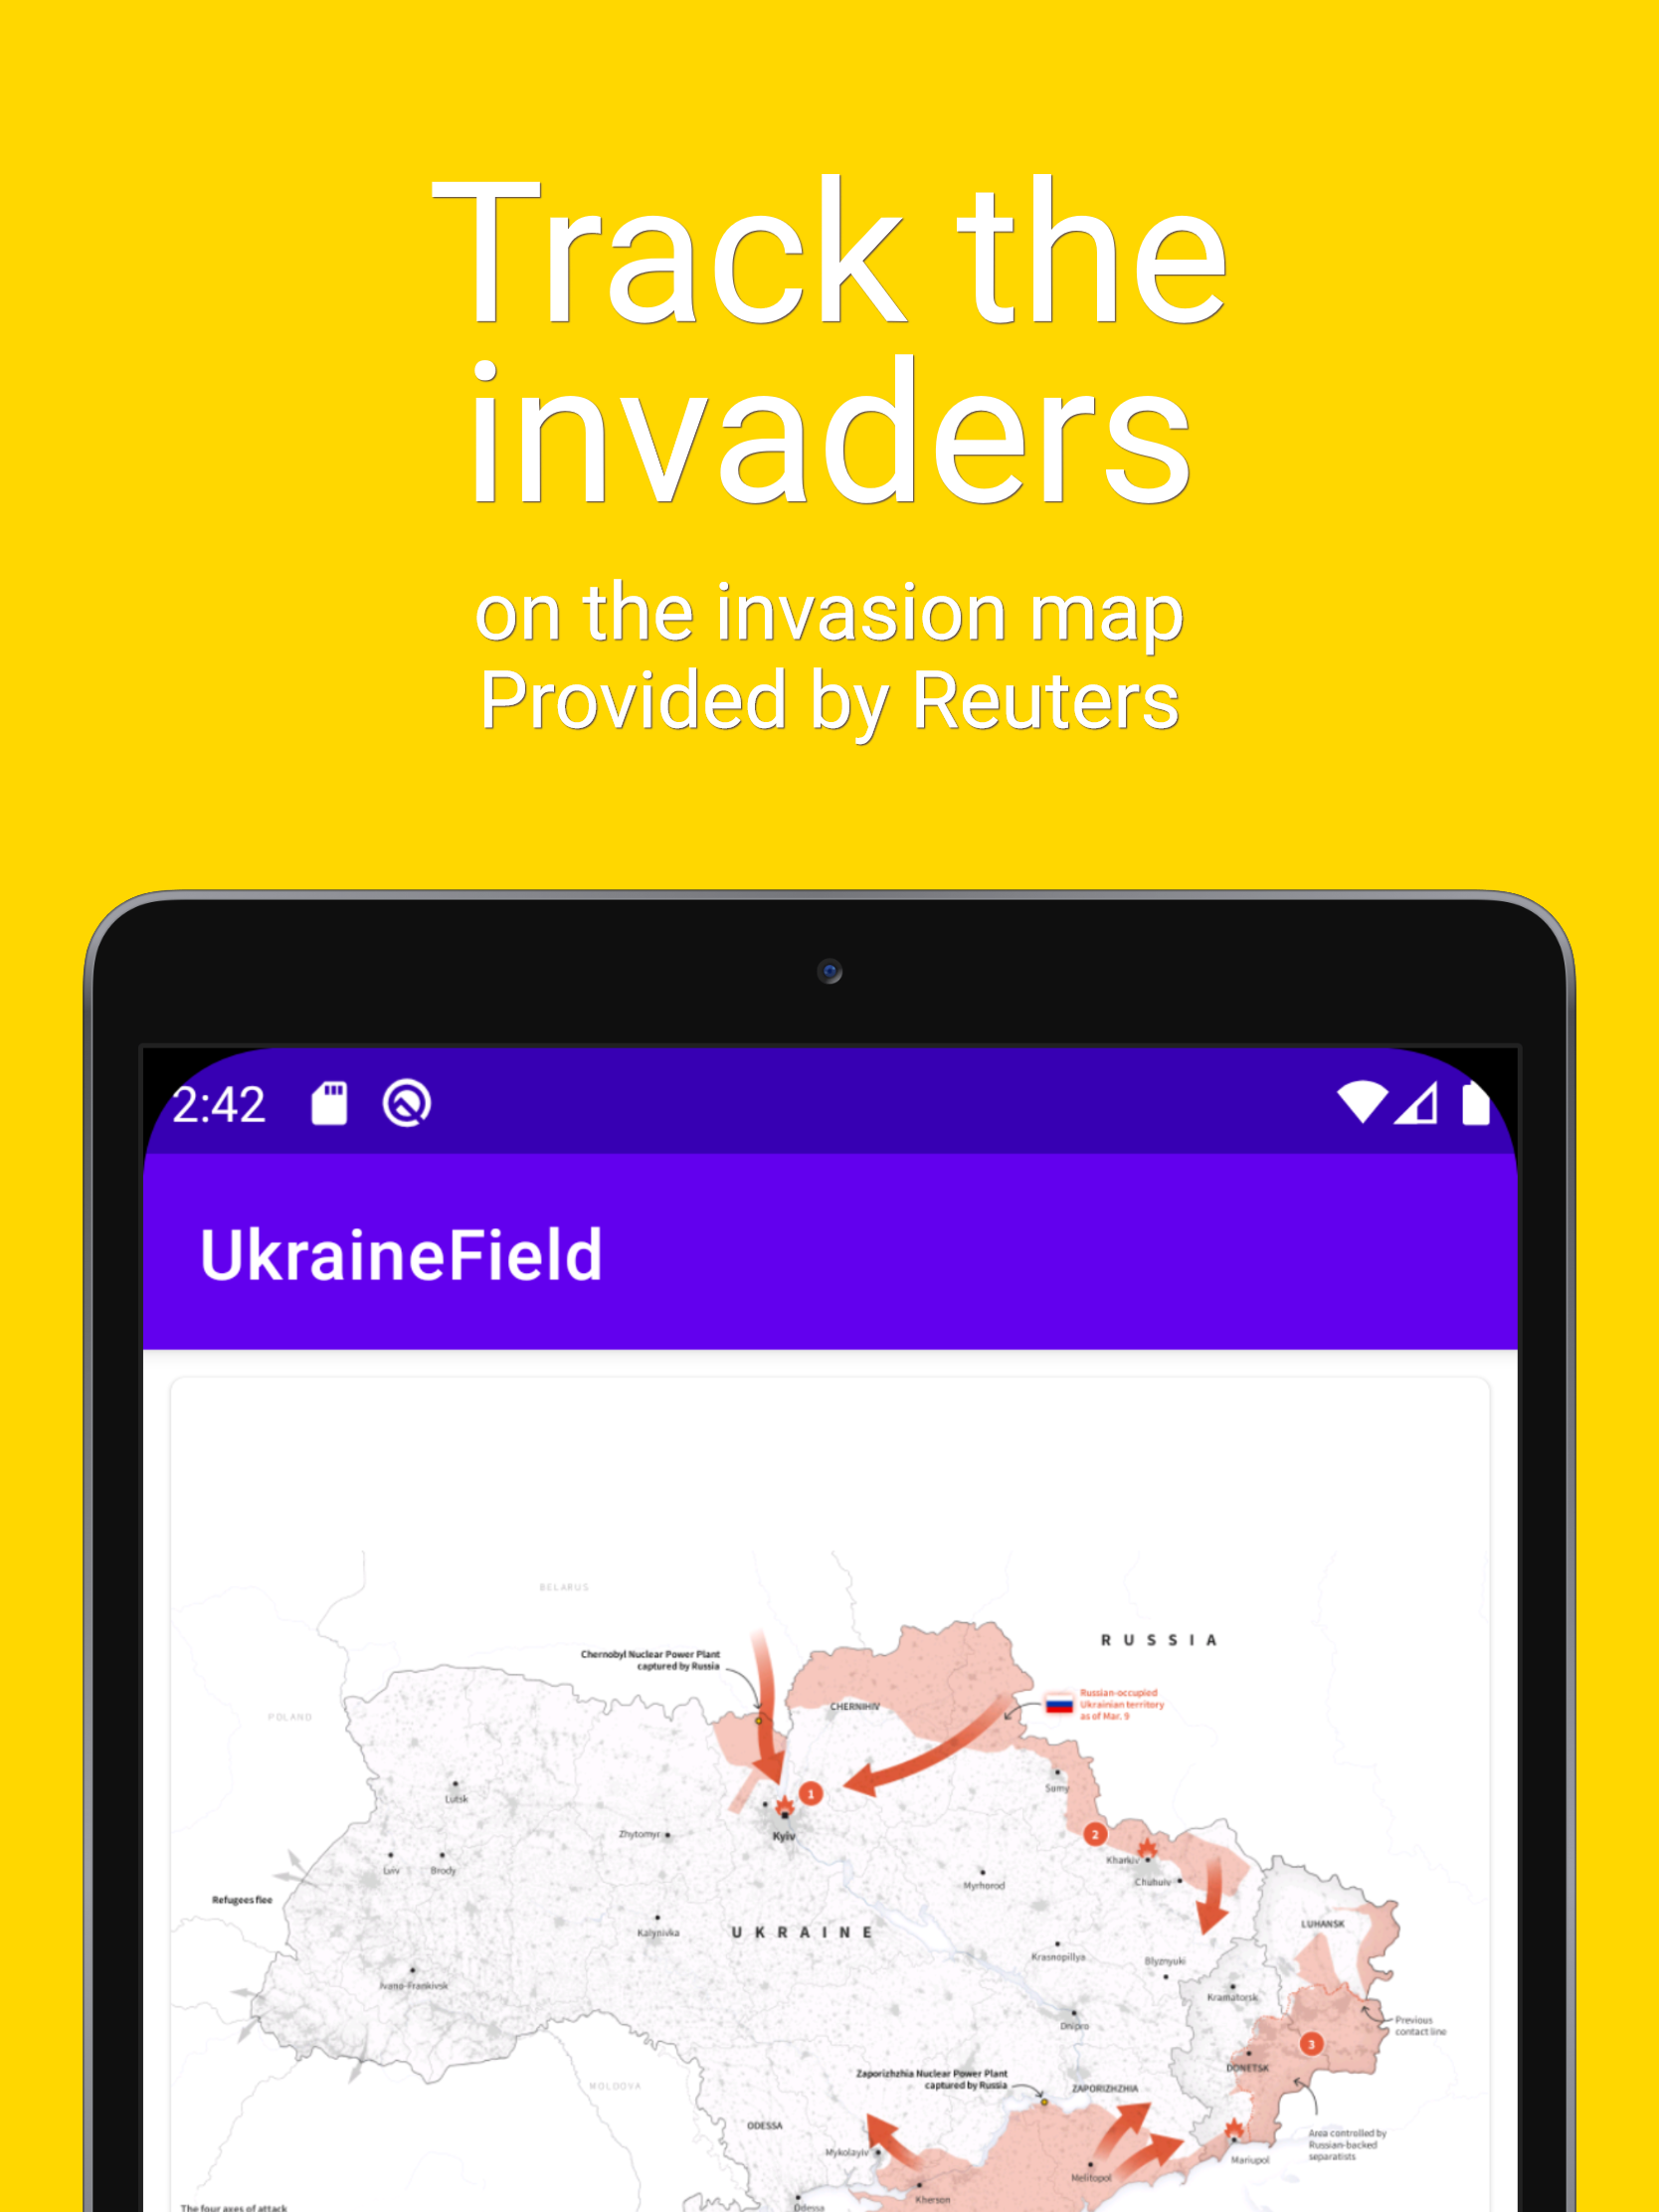 Track the
invaders
on the invasion map
Provided by Reuters
2:42
UkraineField
BELARUS
RUSSIA
Chernobyl Nuclear Power Plant
captured by Russia
Russian-occupied
Ukrainian territory
as of Mar. 9
POLAND
CHERNIHIV
Sumy
Lutsk
1
Zhytomyr
Kyiv
2
Kharkiv
Lviv
Brody
Chuhuiv
Myrhorod
Refugees flee
LUHANSK
Kalynivka
UKRAINE
Krasnopillya
Blyznyuki
Ivano-Frankivsk
Kramatorsk
Dnipro
Previous
contact line
3
DONETSK
Zaporizhzhia Nuclear Power Plant
captured by Russia
MOLDOVA
ZAPORIZHZHIA
ODESSA
Area controlled by
Russian-backed
separatists
Mykolayiv
Mariupol
Melitopol
Kherson
The four axes of attack
Odessa